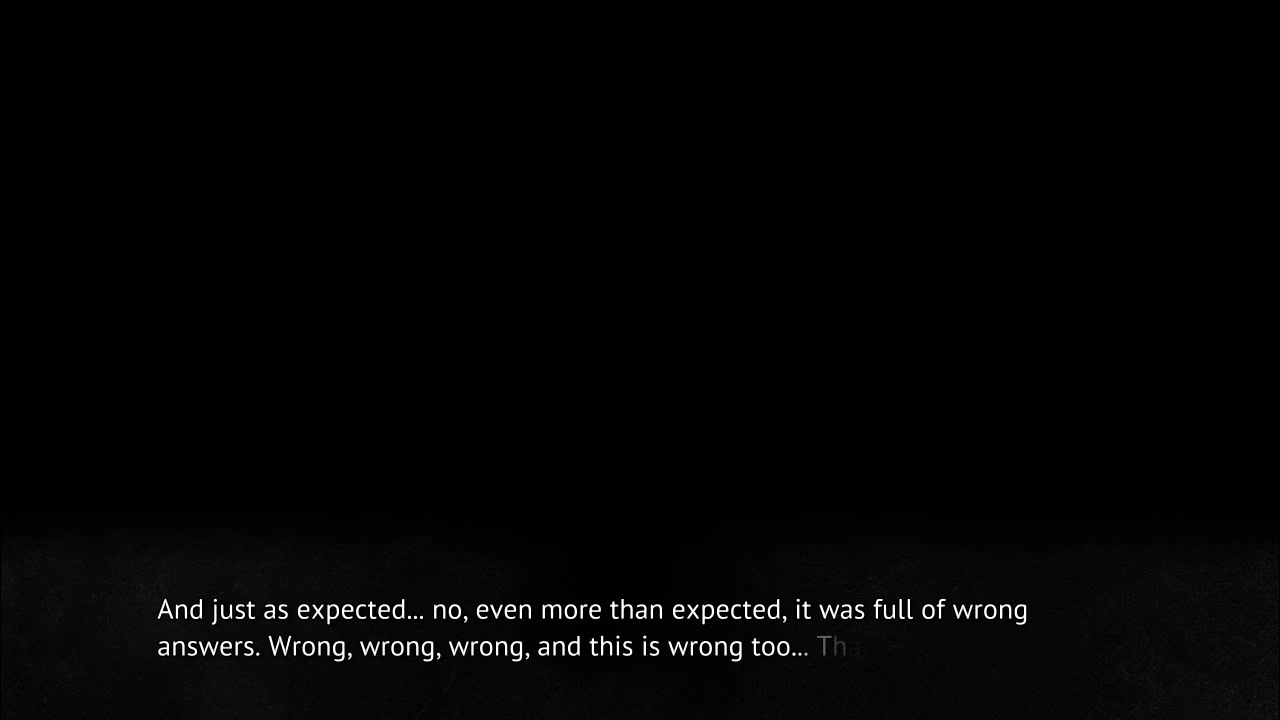 And just as expected... no, even more than expected, it was full of wrong
answers. Wrong, wrong, wrong, and this is wrong too... Tha